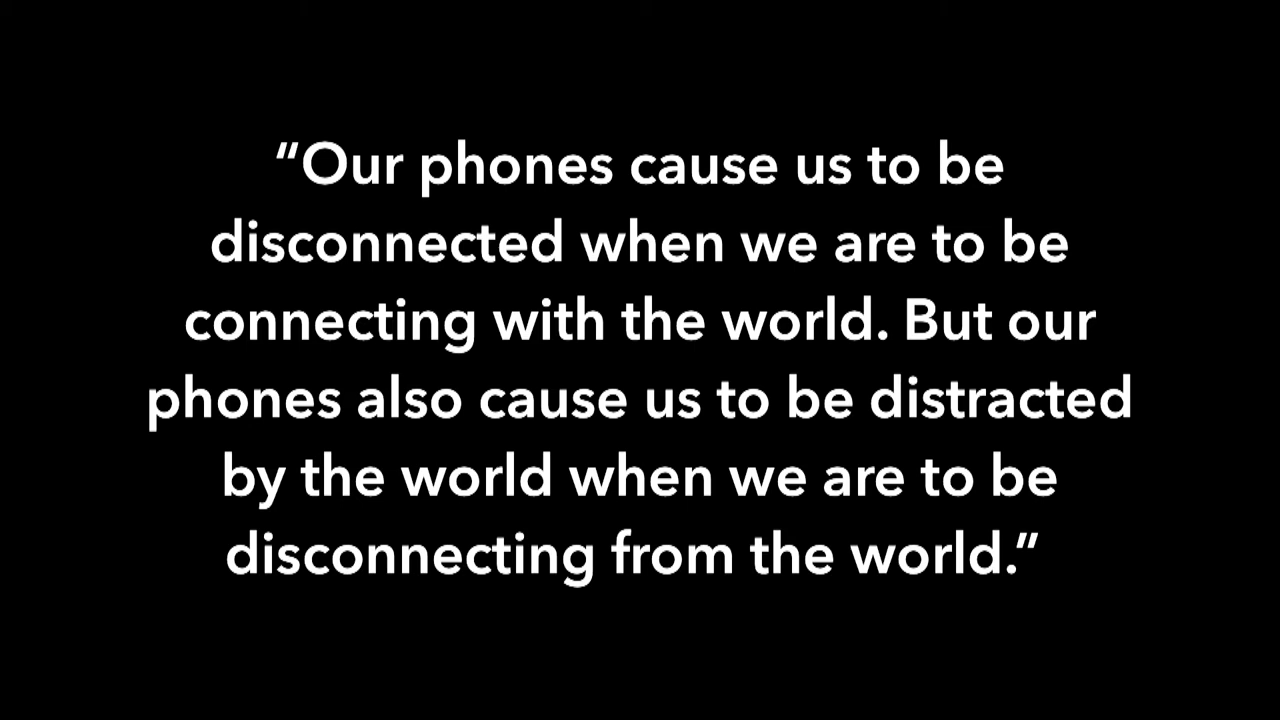 “Our phones cause us to be
disconnected when we are to be
connecting with the world. But our
phones also cause us to be distracted
by the world when we are to be
disconnecting from the world.”